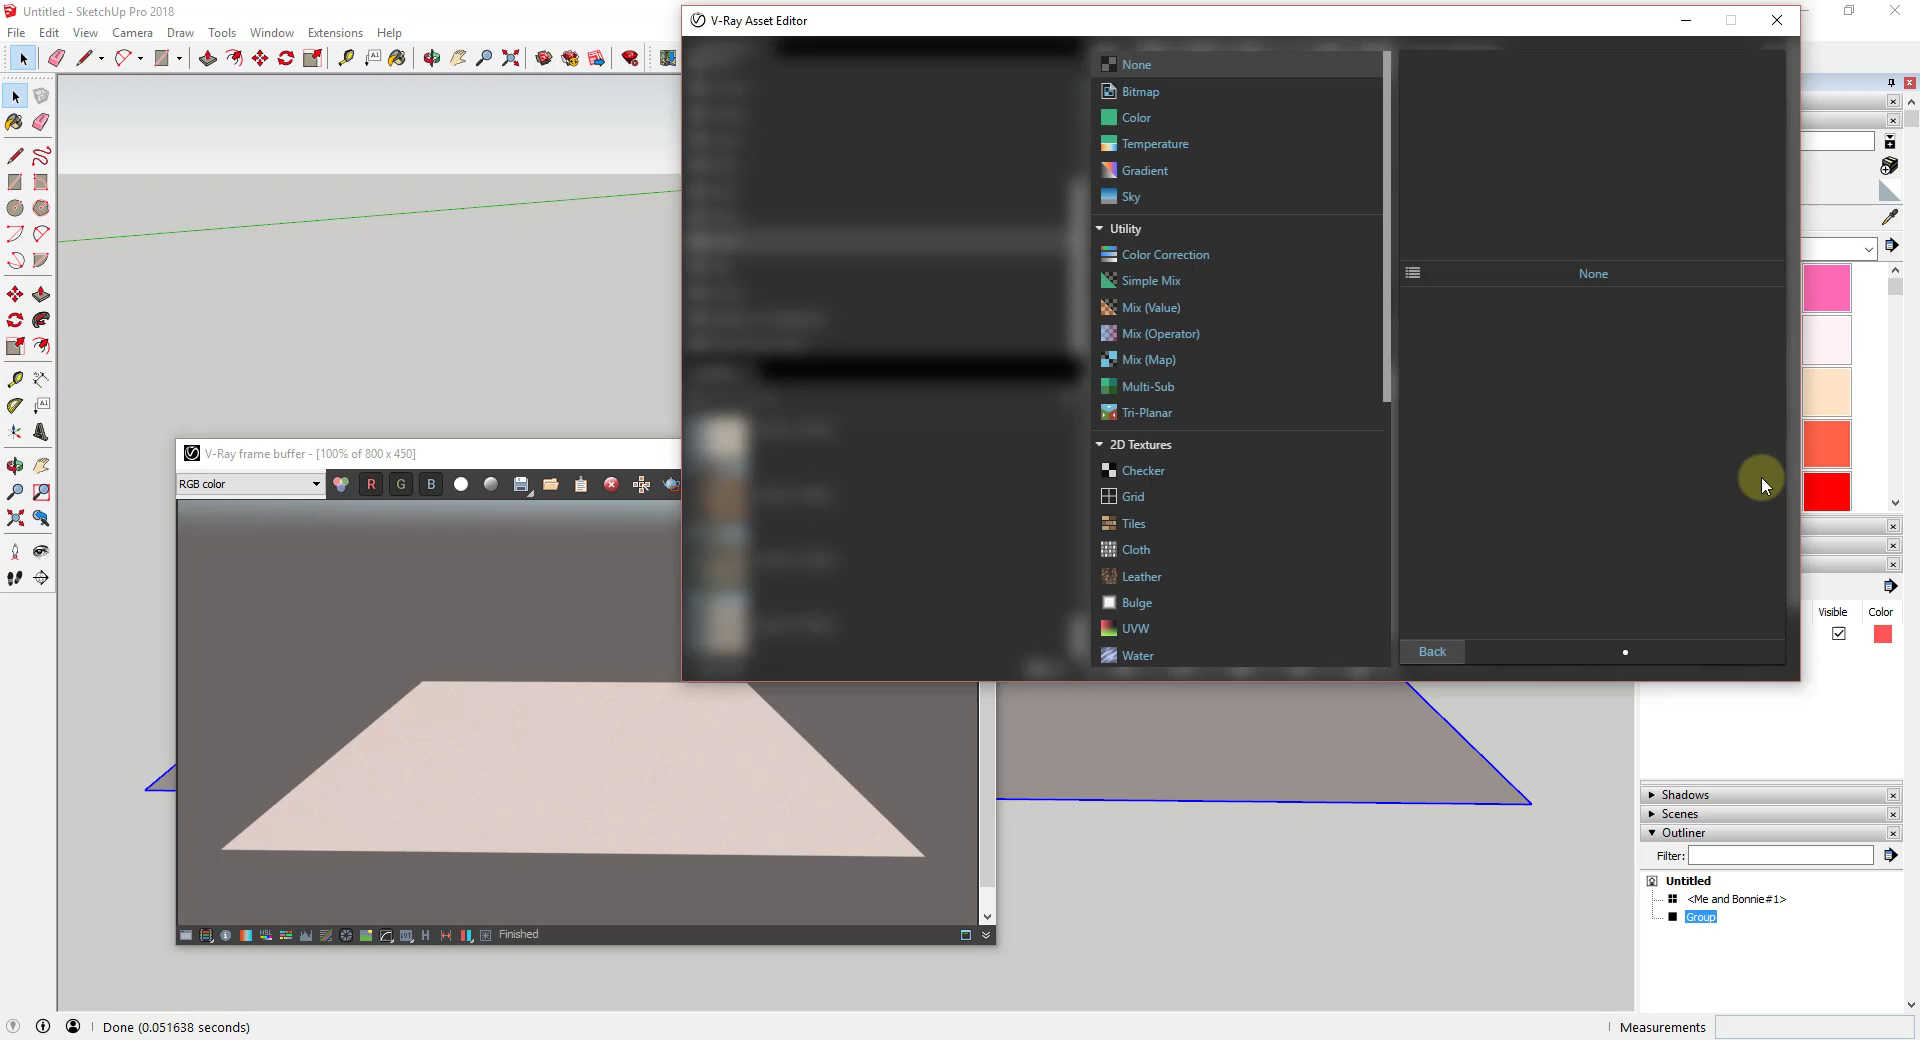 Untitled - SketchUp Pro 2018
File Edit View Camera Draw Tools Window Extensions Help
V-Ray Asset Editor
None
Bitmap
Color
Temperature
Gradient
Sky
Utility
Color Correction
Simple Mix
Mix (Value)
Mix (Operator)
Mix (Map)
Multi-Sub
Tri-Planar
2D Textures
Checker
Grid
Tiles
Cloth
Leather
Bulge
UVW
Water
None
Back
V-Ray frame buffer - [100% of 800 x 450]
RGB color
R G B
Finished
Visible Color
Shadows
Scenes
Outliner
Filter:
Untitled
<Me and Bonnie#1>
Group
Done (0.051638 seconds)
Measurements